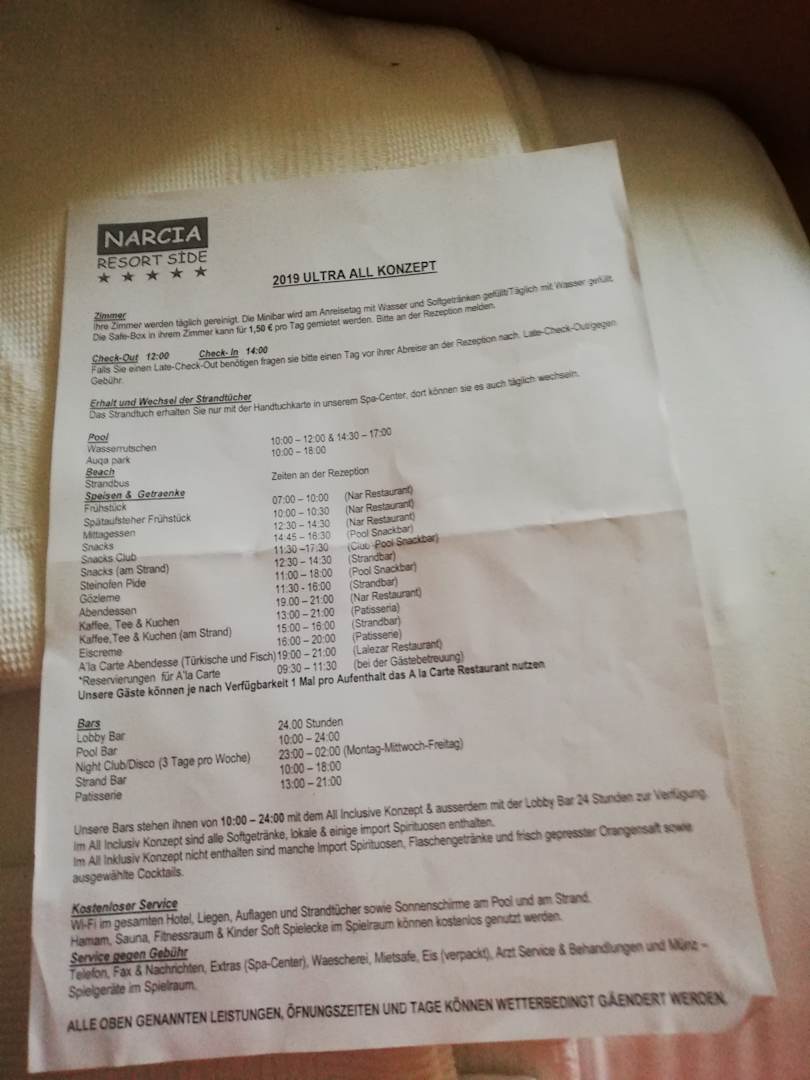 NARCIA
RESORT SİDE
★ ★ ★ ★ ★
2019 ULTRA ALL KONZEPT
Zimmer
Ihre Zimmer werden täglich gereinigt. Die Minibar wird am Anreisetag mit Wasser und Softgetränken gefüllt/Täglich mit Wasser gefüllt.
Die Safe-Box in ihrem Zimmer kann für 1,50 € pro Tag gemietet werden. Bitte an der Rezeption melden.
Check-Out 12:00 Check- In 14:00
Falls Sie einen Late-Check-Out benötigen fragen sie bitte einen Tag vor ihrer Abreise an der Rezeption nach. Late-Check-Out/gegen
Gebühr.
Erhalt und Wechsel der Strandtücher
Das Strandtuch erhalten Sie nur mit der Handtuchkarte in unserem Spa-Center, dort können sie es auch täglich wechseln.
Pool
Wasserrutschen 10:00 – 12:00 & 14:30 – 17:00
Auqa park 10:00 – 18:00
Beach
Strandbus Zeiten an der Rezeption
Speisen & Getraenke
Frühstück 07:00 – 10:00 (Nar Restaurant)
Spätaufsteher Frühstück 10:00 – 10:30 (Nar Restaurant)
Mittagessen 12:30 – 14:30 (Nar Restaurant)
Snacks 14:45 – 16:30 (Pool Snackbar)
Snacks Club 11:30 –17:30 (Club -Pool Snackbar)
Snacks (am Strand) 12:30 – 14:30 (Strandbar)
Steinofen Pide 11:00 – 18:00 (Pool Snackbar)
Gözleme 11:30 - 16:00 (Strandbar)
Abendessen 19.00 – 21:00 (Nar Restaurant)
Kaffee, Tee & Kuchen 13:00 – 21:00 (Patisseria)
Kaffee,Tee & Kuchen (am Strand) 15:00 – 16:00 (Strandbar)
Eiscreme 16:00 – 20:00 (Patisserie)
A'la Carte Abendesse (Türkische und Fisch) 19:00 – 21:00 (Lalezar Restaurant)
*Reservierungen für A'la Carte 09:30 – 11:30 (bei der Gästebetreuung)
Unsere Gäste können je nach Verfügbarkeit 1 Mal pro Aufenthalt das A la Carte Restaurant nutzen
Bars
Lobby Bar 24.00 Stunden
Pool Bar 10:00 – 24:00
Night Club/Disco (3 Tage pro Woche) 23:00 – 02:00 (Montag-Mittwoch-Freitag)
Strand Bar 10:00 – 18:00
Patisserie 13:00 – 21:00
Unsere Bars stehen ihnen von 10:00 – 24:00 mit dem All Inclusive Konzept & ausserdem mit der Lobby Bar 24 Stunden zur Verfügung.
Im All Inclusiv Konzept sind alle Softgetränke, lokale & einige import Spirituosen enthalten.
Im All Inklusiv Konzept nicht enthalten sind manche Import Spirituosen, Flaschengetränke und frisch gepresster Orangensaft sowie
ausgewählte Cocktails.
Kostenloser Service
Wi-Fi im gesamten Hotel, Liegen, Auflagen und Strandtücher sowie Sonnenschirme am Pool und am Strand.
Hamam, Sauna, Fitnessraum & Kinder Soft Spielecke im Spielraum können kostenlos genutzt werden.
Service gegen Gebühr
Telefon, Fax & Nachrichten, Extras (Spa-Center), Waescherei, Mietsafe, Eis (verpackt), Arzt Service & Behandlungen und Münz –
Spielgeräte im Spielraum.
ALLE OBEN GENANNTEN LEISTUNGEN, ÖFNUNGSZEITEN UND TAGE KÖNNEN WETTERBEDINGT GÄENDERT WERDEN.